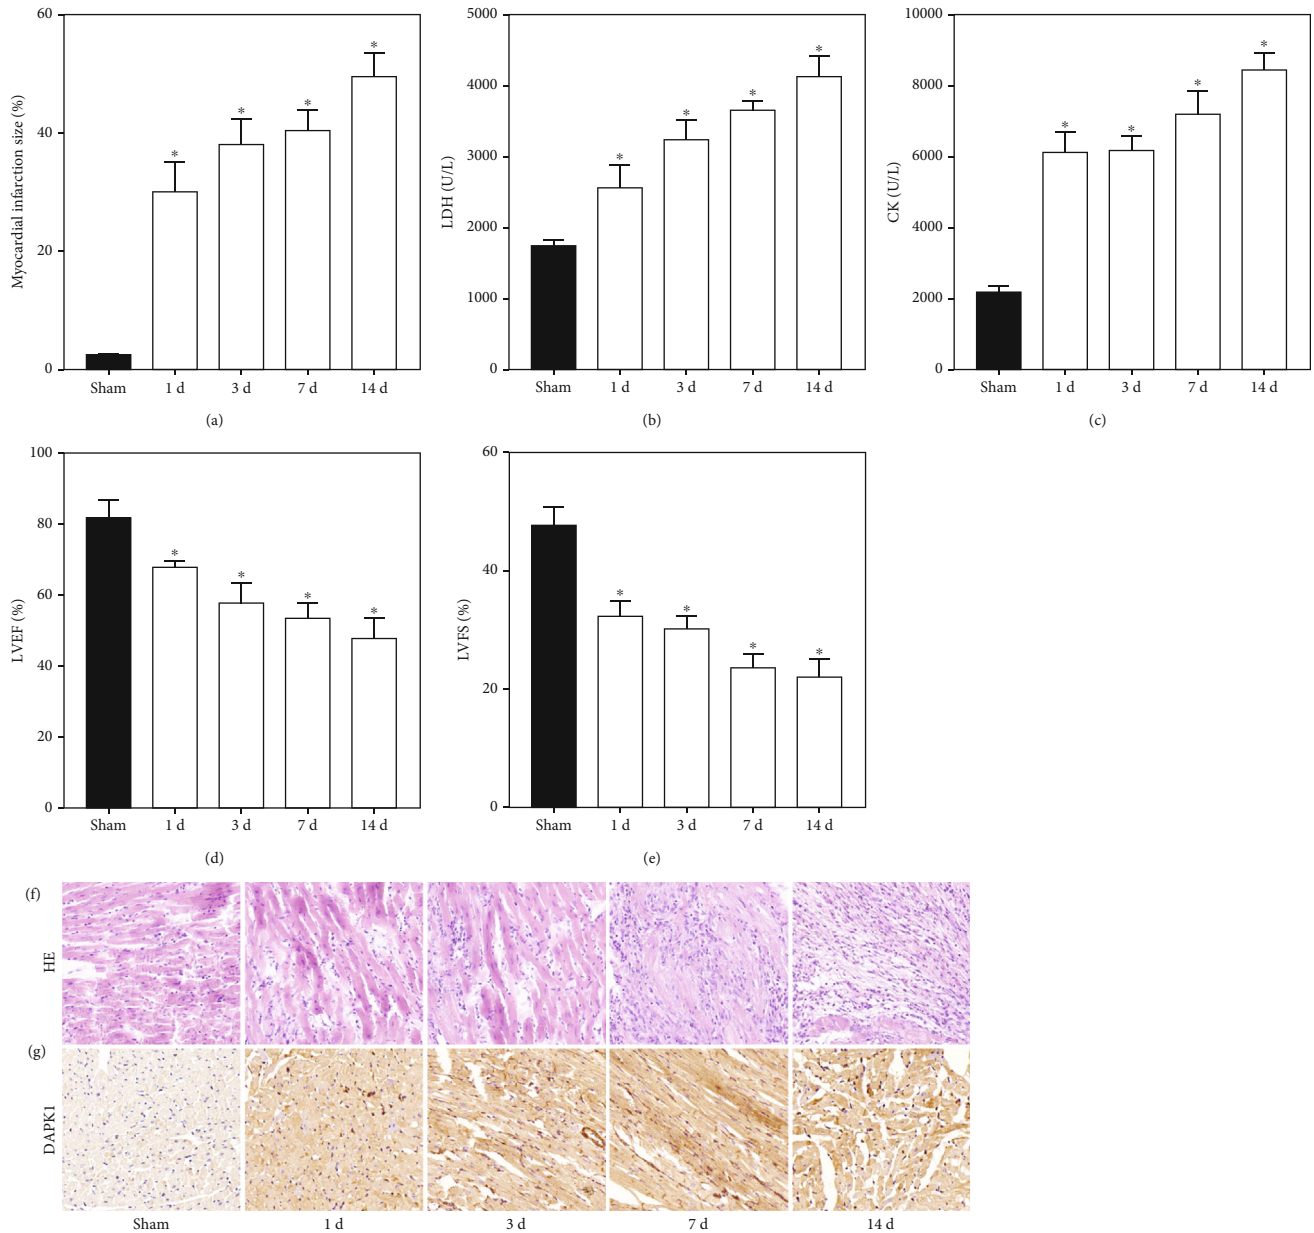 Myocardial infarction size (%)
60
40
20
0
*
*
*
*
Sham 1 d 3 d 7 d 14 d
(a)
LDH (U/L)
5000
4000
3000
2000
1000
0
*
*
*
*
Sham 1 d 3 d 7 d 14 d
(b)
CK (U/L)
10000
8000
6000
4000
2000
0
*
*
*
*
Sham 1 d 3 d 7 d 14 d
(c)
LVEF (%)
100
80
60
40
20
0
*
*
*
*
Sham 1 d 3 d 7 d 14 d
(d)
LVFS (%)
60
40
20
0
*
*
*
*
Sham 1 d 3 d 7 d 14 d
(e)
(f)
HE
(g)
DAPK1
Sham 1 d 3 d 7 d 14 d